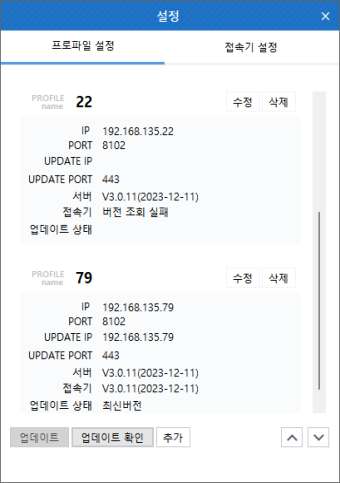 설정
프로파일 설정 접속기 설정
PROFILE name 22 수정 삭제
IP 192.168.135.22
PORT 8102
UPDATE IP
UPDATE PORT 443
서버 V3.0.11(2023-12-11)
접속기 버전 조회 실패
업데이트 상태
PROFILE name 79 수정 삭제
IP 192.168.135.79
PORT 8102
UPDATE IP 192.168.135.79
UPDATE PORT 443
서버 V3.0.11(2023-12-11)
접속기 V3.0.11(2023-12-11)
업데이트 상태 최신버전
업데이트 업데이트 확인 추가